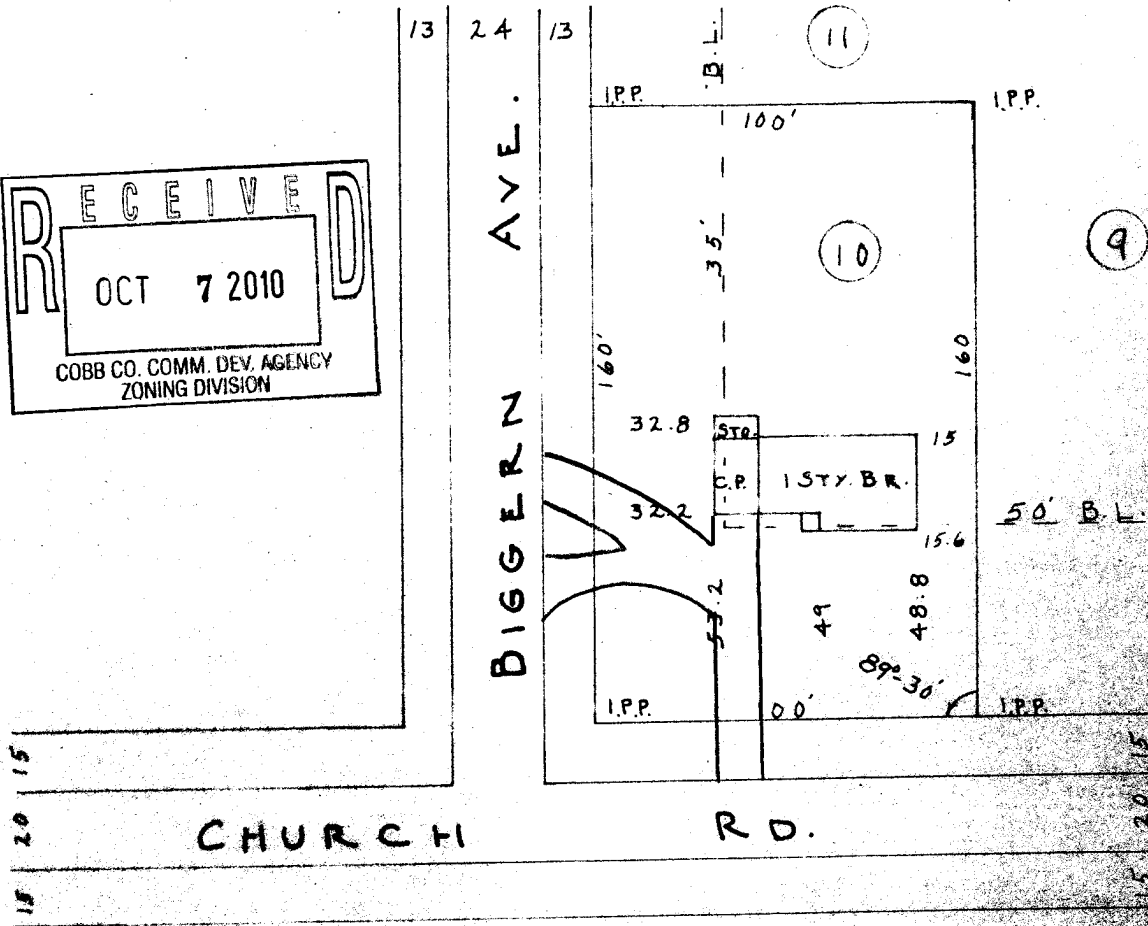 13 24 13
B.L.
11
I.P.P.
I.P.P.
100'
RECEIVED
OCT 7 2010
COBB CO. COMM. DEV. AGENCY
ZONING DIVISION
BIGGERN AVE.
35'
10
9
160'
160
32.8
STO.
15
C.P.
1 STY. BR.
32.2
50' B.L.
15.6
53.2
49
48.8
89°-30'
I.P.P.
00'
I.P.P.
15
20
15
CHURCH RD.
15
20
15